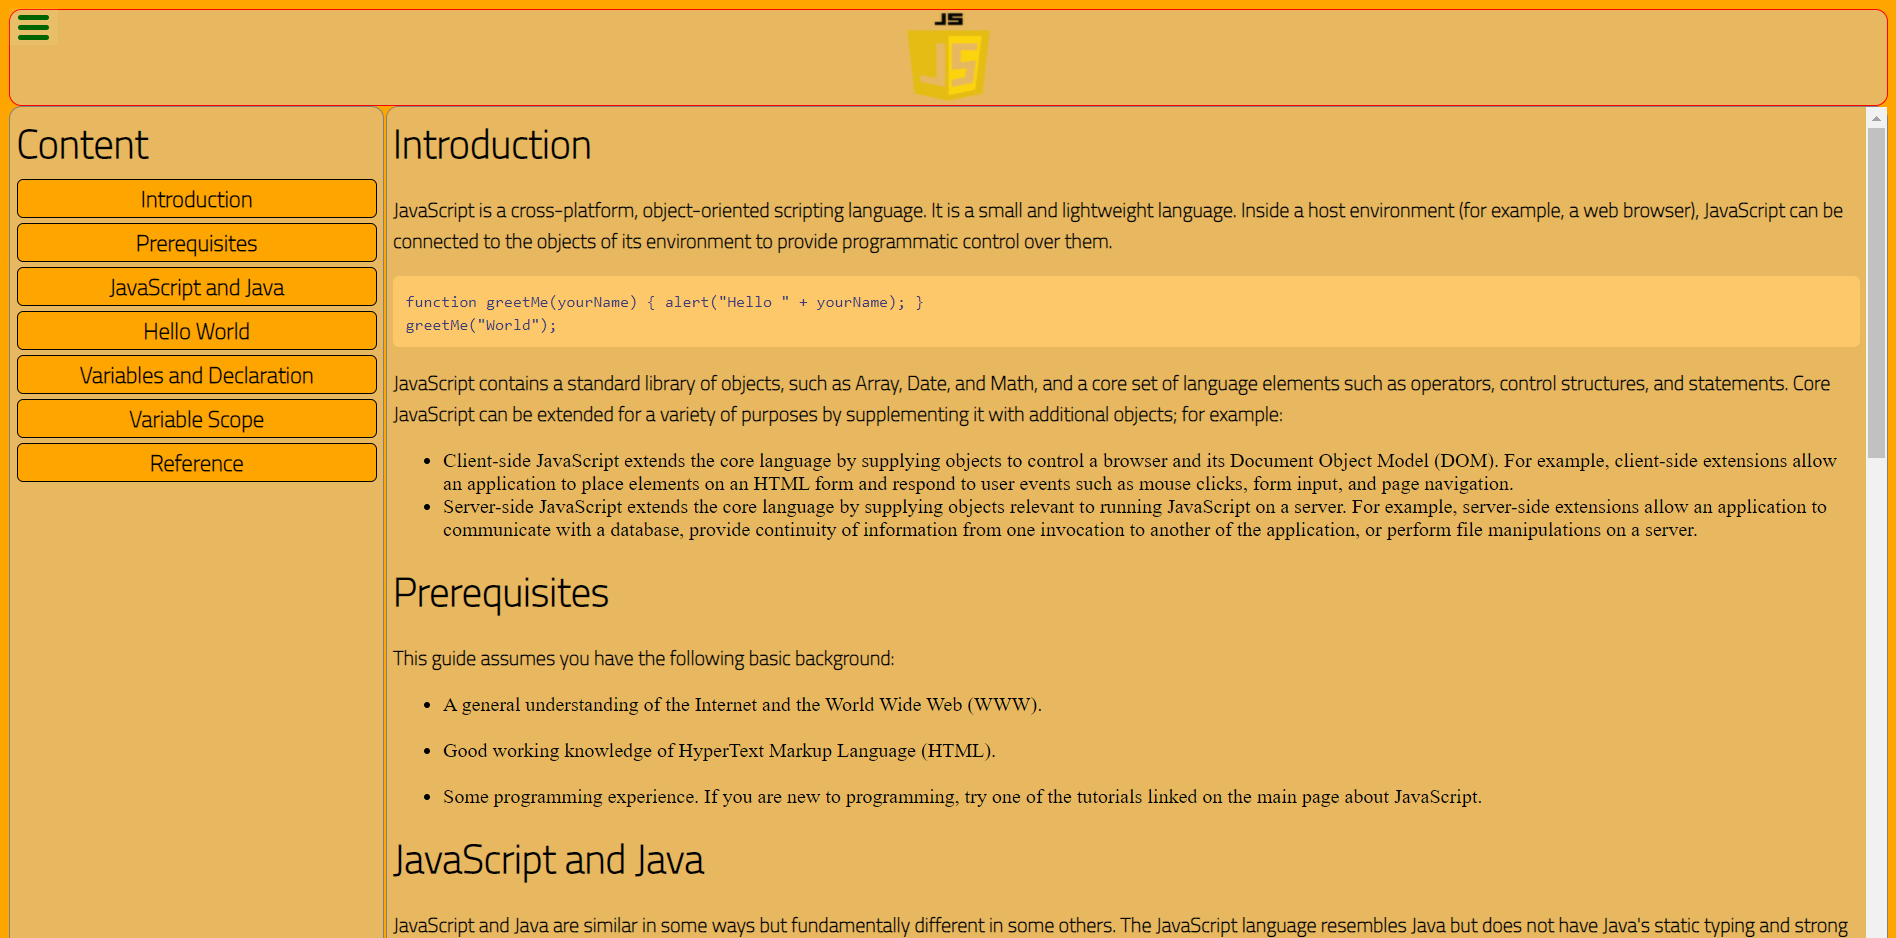 JS
JS
Content
Introduction
Prerequisites
JavaScript and Java
Hello World
Variables and Declaration
Variable Scope
Reference
Introduction
JavaScript is a cross-platform, object-oriented scripting language. It is a small and lightweight language. Inside a host environment (for example, a web browser), JavaScript can be
connected to the objects of its environment to provide programmatic control over them.
function greetMe(yourName) { alert("Hello " + yourName); }
greetMe("World");
JavaScript contains a standard library of objects, such as Array, Date, and Math, and a core set of language elements such as operators, control structures, and statements. Core
JavaScript can be extended for a variety of purposes by supplementing it with additional objects; for example:
• Client-side JavaScript extends the core language by supplying objects to control a browser and its Document Object Model (DOM). For example, client-side extensions allow
an application to place elements on an HTML form and respond to user events such as mouse clicks, form input, and page navigation.
• Server-side JavaScript extends the core language by supplying objects relevant to running JavaScript on a server. For example, server-side extensions allow an application to
communicate with a database, provide continuity of information from one invocation to another of the application, or perform file manipulations on a server.
Prerequisites
This guide assumes you have the following basic background:
• A general understanding of the Internet and the World Wide Web (WWW).
• Good working knowledge of HyperText Markup Language (HTML).
• Some programming experience. If you are new to programming, try one of the tutorials linked on the main page about JavaScript.
JavaScript and Java
JavaScript and Java are similar in some ways but fundamentally different in some others. The JavaScript language resembles Java but does not have Java's static typing and strong